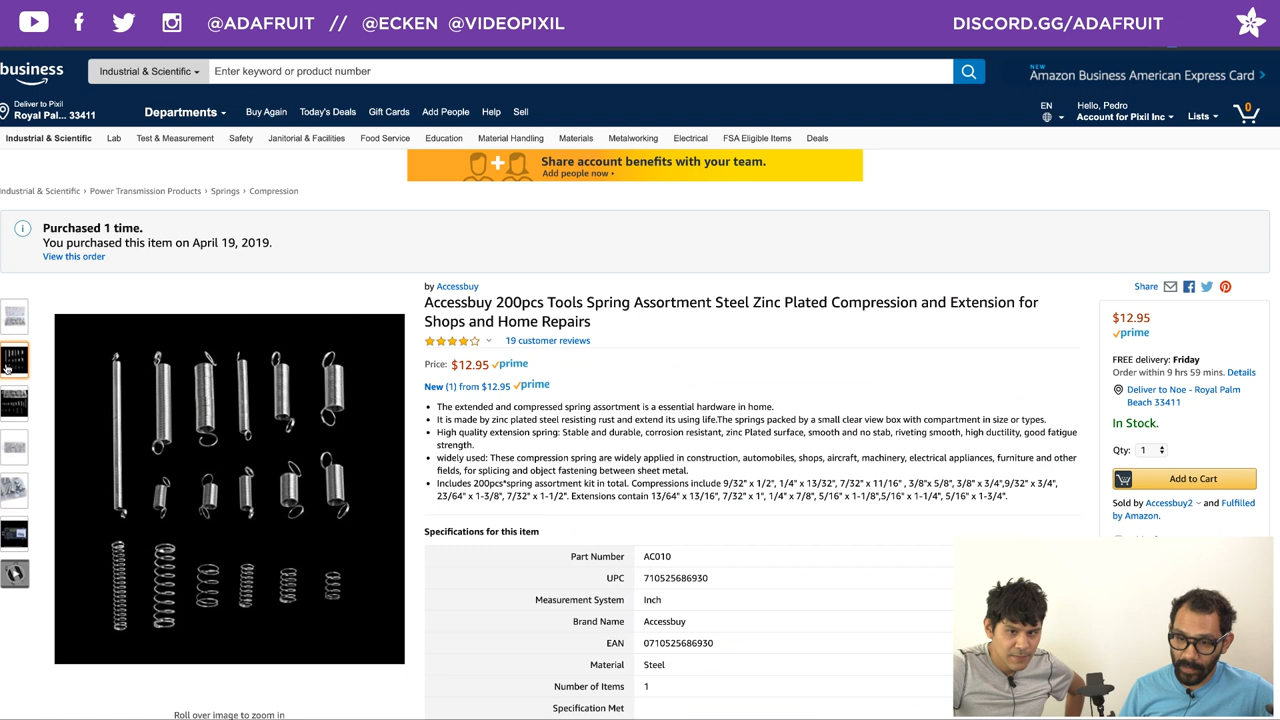 @ADAFRUIT // @ECKEN @VIDEOPIXIL
DISCORD.GG/ADAFRUIT
business
Industrial & Scientific
Enter keyword or product number
NEW
Amazon Business American Express Card
Deliver to Pixil
Royal Pal... 33411
Departments
Buy Again
Today's Deals
Gift Cards
Add People
Help
Sell
EN
Hello, Pedro
Account for Pixil Inc
Lists
0
Industrial & Scientific
Lab
Test & Measurement
Safety
Janitorial & Facilities
Food Service
Education
Material Handling
Materials
Metalworking
Electrical
FSA Eligible Items
Deals
Share account benefits with your team.
Add people now
Industrial & Scientific › Power Transmission Products › Springs › Compression
Purchased 1 time.
You purchased this item on April 19, 2019.
View this order
by Accessbuy
Accessbuy 200pcs Tools Spring Assortment Steel Zinc Plated Compression and Extension for
Shops and Home Repairs
19 customer reviews
Price: $12.95 prime
New (1) from $12.95 prime
• The extended and compressed spring assortment is a essential hardware in home.
• It is made by zinc plated steel resisting rust and extend its using life.The springs packed by a small clear view box with compartment in size or types.
• High quality extension spring: Stable and durable, corrosion resistant, zinc Plated surface, smooth and no stab, riveting smooth, high ductility, good fatigue
strength.
• widely used: These compression spring are widely applied in construction, automobiles, shops, aircraft, machinery, electrical appliances, furniture and other
fields, for splicing and object fastening between sheet metal.
• Includes 200pcs*spring assortment kit in total. Compressions include 9/32" x 1/2", 1/4" x 13/32", 7/32" x 11/16" , 3/8"x 5/8", 3/8" x 3/4",9/32" x 3/4",
23/64" x 1-3/8", 7/32" x 1-1/2". Extensions contain 13/64" x 13/16", 7/32" x 1", 1/4" x 7/8", 5/16" x 1-1/8",5/16" x 1-1/4", 5/16" x 1-3/4".
Specifications for this item
Part Number AC010
UPC 710525686930
Measurement System Inch
Brand Name Accessbuy
EAN 0710525686930
Material Steel
Number of Items 1
Specification Met
Roll over image to zoom in
Share
$12.95
prime
FREE delivery: Friday
Order within 9 hrs 59 mins. Details
Deliver to Noe - Royal Palm
Beach 33411
In Stock.
Qty: 1
Add to Cart
Sold by Accessbuy2 and Fulfilled
by Amazon.